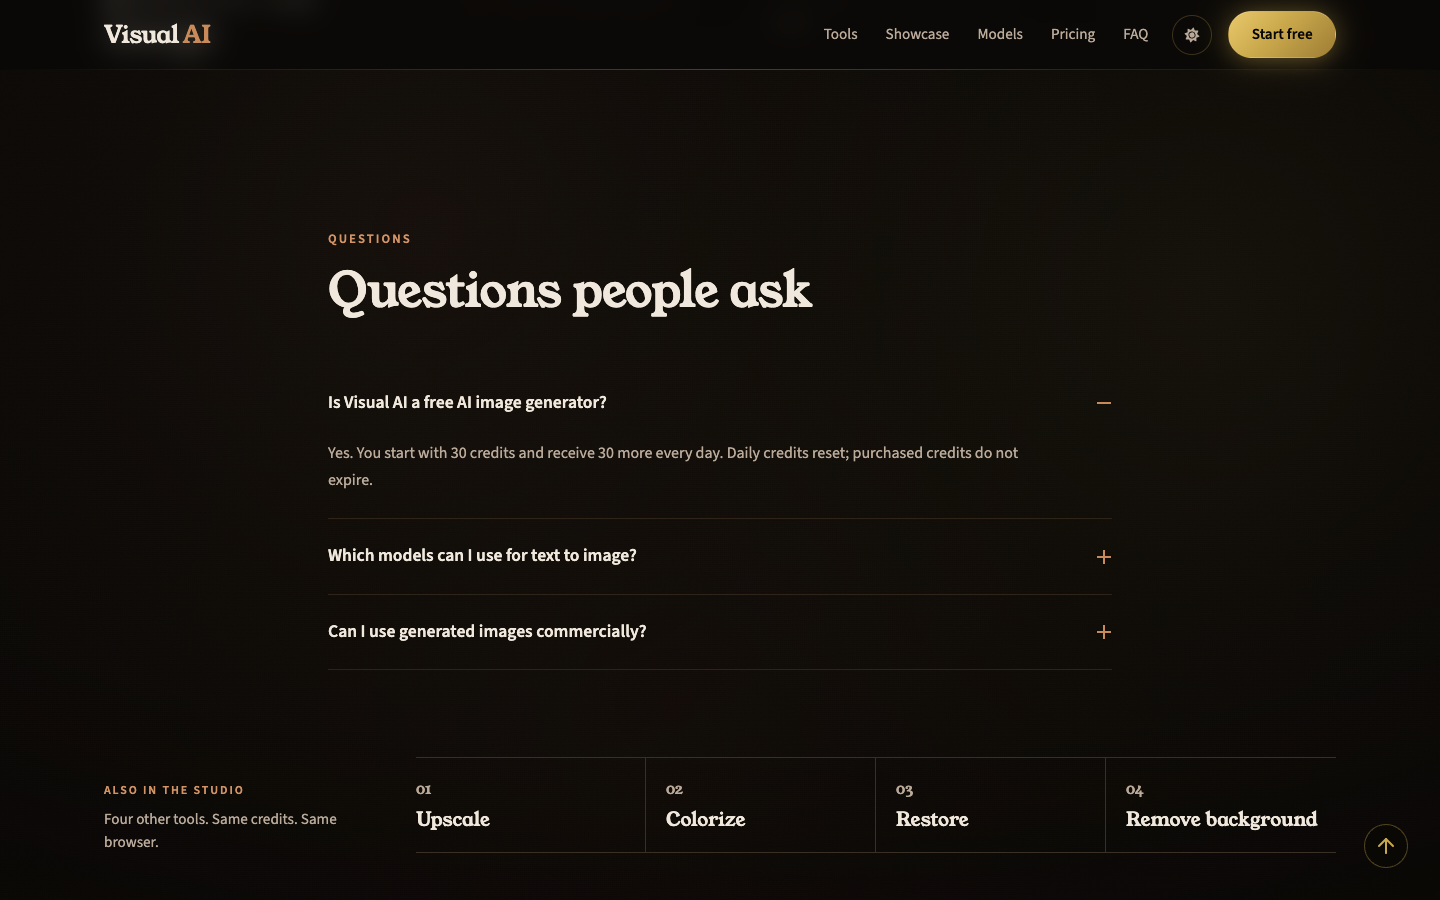 Visual AI
Tools
Showcase
Models
Pricing
FAQ
Start free
QUESTIONS
Questions people ask
Is Visual AI a free AI image generator?
Yes. You start with 30 credits and receive 30 more every day. Daily credits reset; purchased credits do not
expire.
Which models can I use for text to image?
Can I use generated images commercially?
ALSO IN THE STUDIO
Four other tools. Same credits. Same
browser.
01
Upscale
02
Colorize
03
Restore
04
Remove background